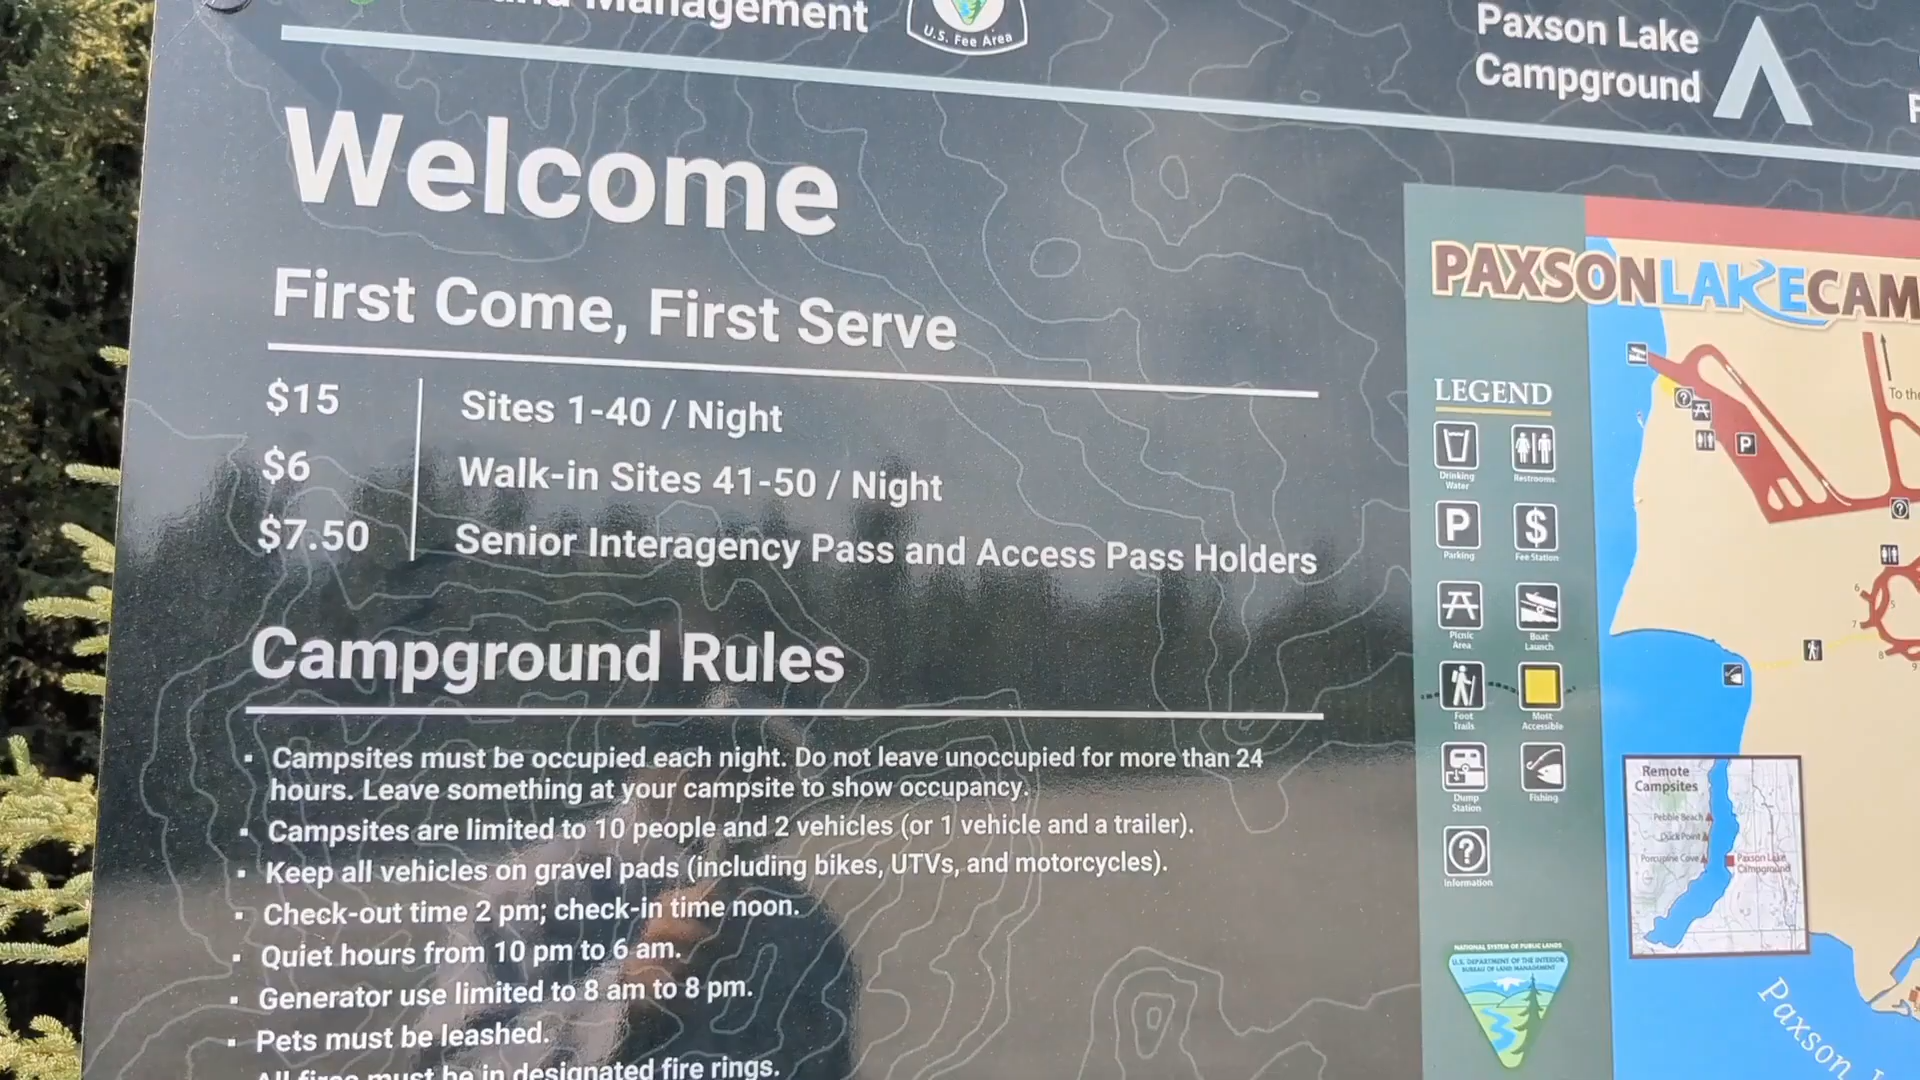 Management
U.S. Fee Area
Paxson Lake
Campground
Welcome
First Come, First Serve
$15 Sites 1-40 / Night
$6 Walk-in Sites 41-50 / Night
$7.50 Senior Interagency Pass and Access Pass Holders
Campground Rules
▪ Campsites must be occupied each night. Do not leave unoccupied for more than 24
hours. Leave something at your campsite to show occupancy.
▪ Campsites are limited to 10 people and 2 vehicles (or 1 vehicle and a trailer).
▪ Keep all vehicles on gravel pads (including bikes, UTVs, and motorcycles).
▪ Check-out time 2 pm; check-in time noon.
▪ Quiet hours from 10 pm to 6 am.
▪ Generator use limited to 8 am to 8 pm.
▪ Pets must be leashed.
All fires must be in designated fire rings.
PAXSON LAKE CAM
LEGEND
Drinking
Water
Restrooms
P
Parking
$
Fee Station
Picnic
Area
Boat
Launch
Foot
Trails
Most
Accessible
Dump
Station
Fishing
?
Information
NATIONAL SYSTEM OF PUBLIC LANDS
U.S. DEPARTMENT OF THE INTERIOR
BUREAU OF LAND MANAGEMENT
To the
?
P
?
6
5
7
8
9
Remote
Campsites
Pebble Beach
Duck Point
Porcupine Cove
Paxson Lake
Campground
Paxson